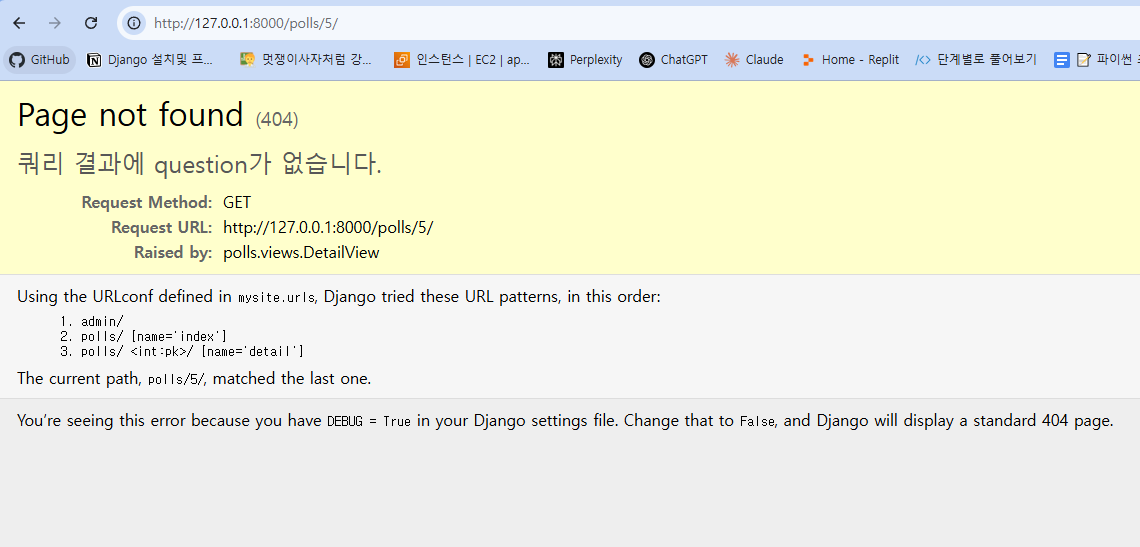 http://127.0.0.1:8000/polls/5/
GitHub Django 설치및 프... 멋쟁이사자처럼 강... 인스턴스 | EC2 | ap... Perplexity ChatGPT Claude Home - Replit 단계별로 풀어보기 파이썬
Page not found (404)
쿼리 결과에 question가 없습니다.
Request Method: GET
Request URL: http://127.0.0.1:8000/polls/5/
Raised by: polls.views.DetailView
Using the URLconf defined in mysite.urls, Django tried these URL patterns, in this order:
1. admin/
2. polls/ [name='index']
3. polls/ <int:pk>/ [name='detail']
The current path, polls/5/, matched the last one.
You're seeing this error because you have DEBUG = True in your Django settings file. Change that to False, and Django will display a standard 404 page.